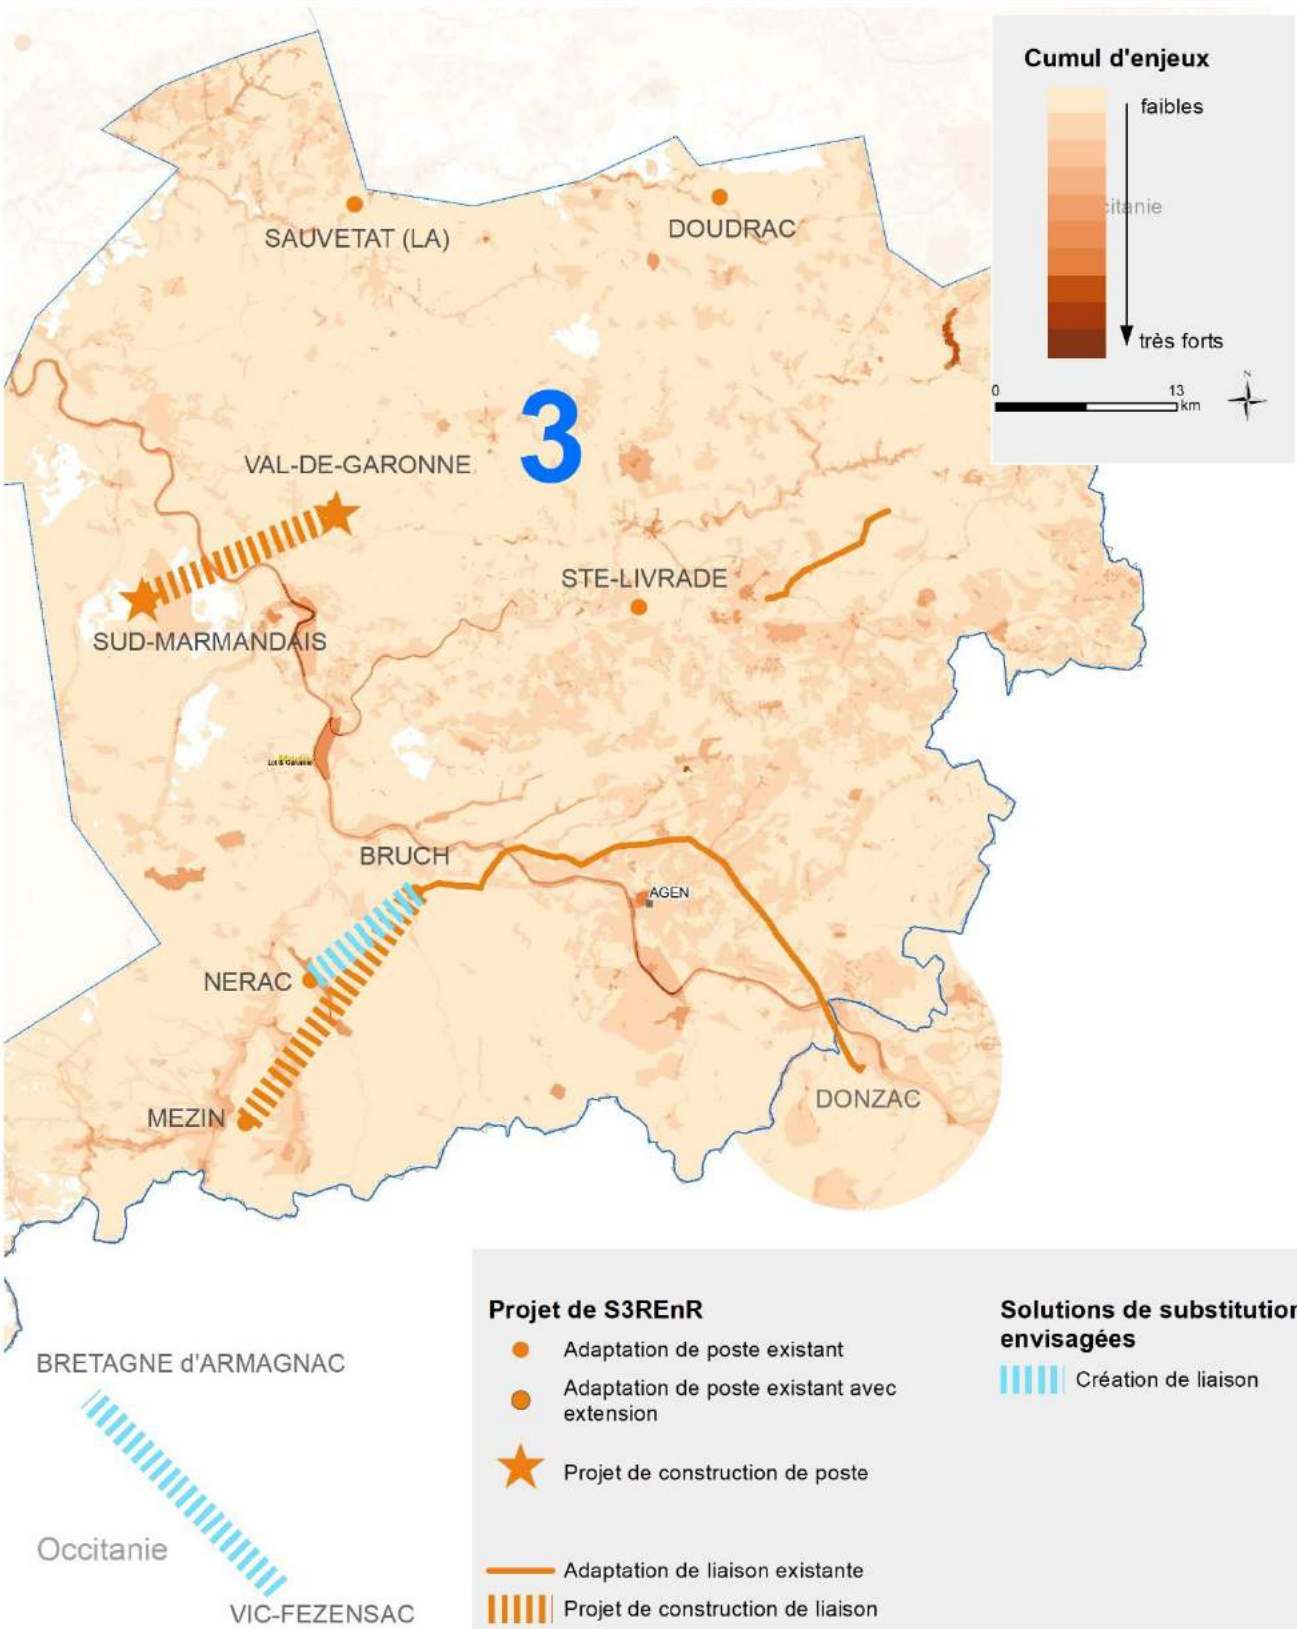 Cumul d'enjeux
faibles
citanie
très forts
0 13
km
N
SAUVETAT (LA)
DOUDRAC
3
VAL-DE-GARONNE
STE-LIVRADE
SUD-MARMANDAIS
BRUCH
AGEN
NERAC
MEZIN
DONZAC
BRETAGNE d'ARMAGNAC
Occitanie
VIC-FEZENSAC
Projet de S3REnR
Adaptation de poste existant
Adaptation de poste existant avec
extension
Projet de construction de poste
Adaptation de liaison existante
Projet de construction de liaison
Solutions de substitution
envisagées
Création de liaison